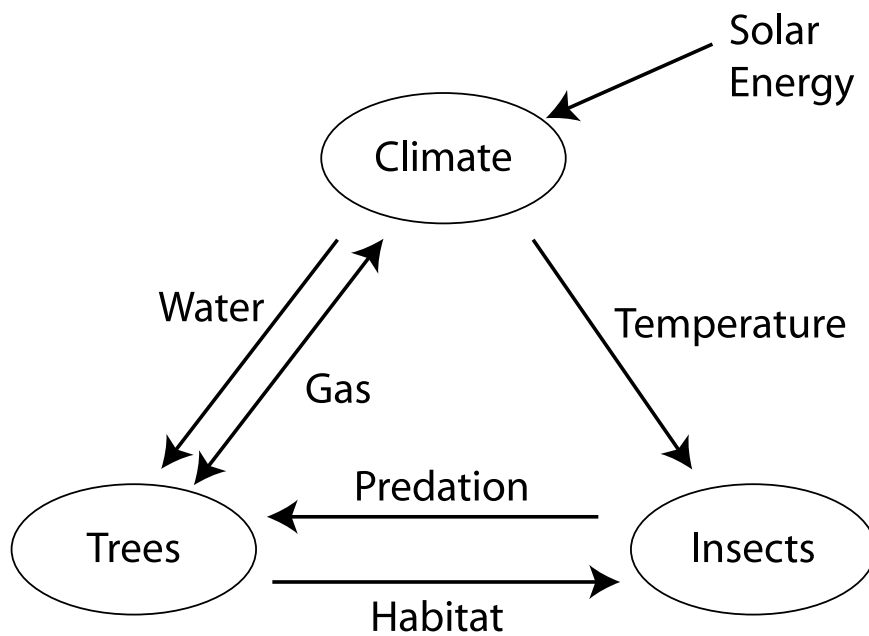 Solar
Energy
Climate
Water
Temperature
Gas
Predation
Trees
Insects
Habitat